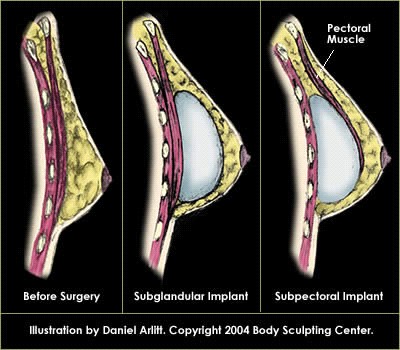 Pectoral
Muscle
Before Surgery
Subglandular Implant
Subpectoral Implant
Illustration by Daniel Arlitt. Copyright 2004 Body Sculpting Center.